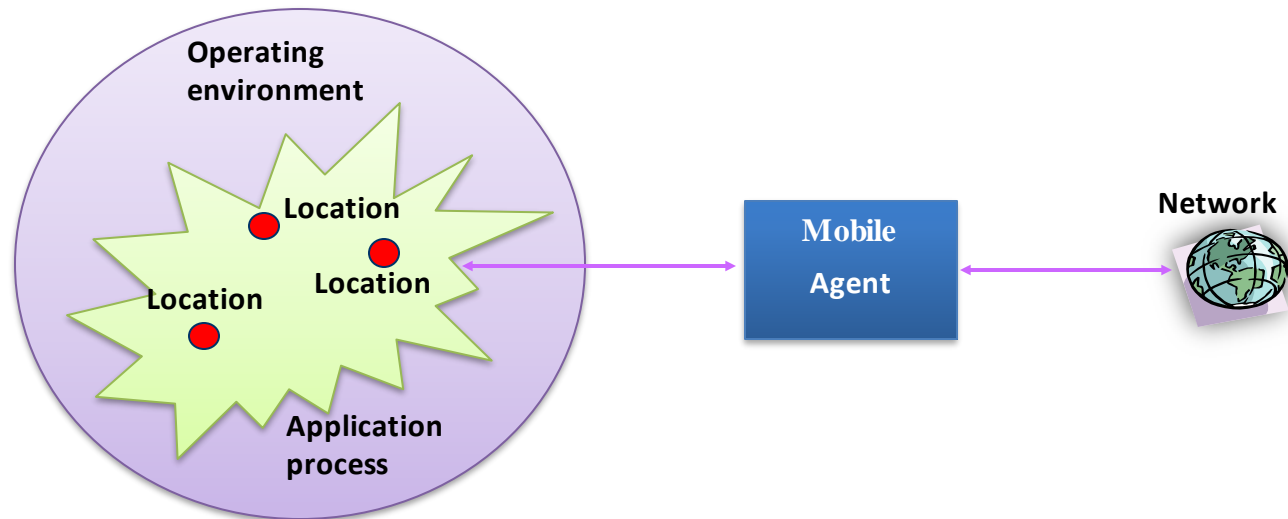 Operating
environment
Location
Location
Location
Application
process
Mobile
Agent
Network